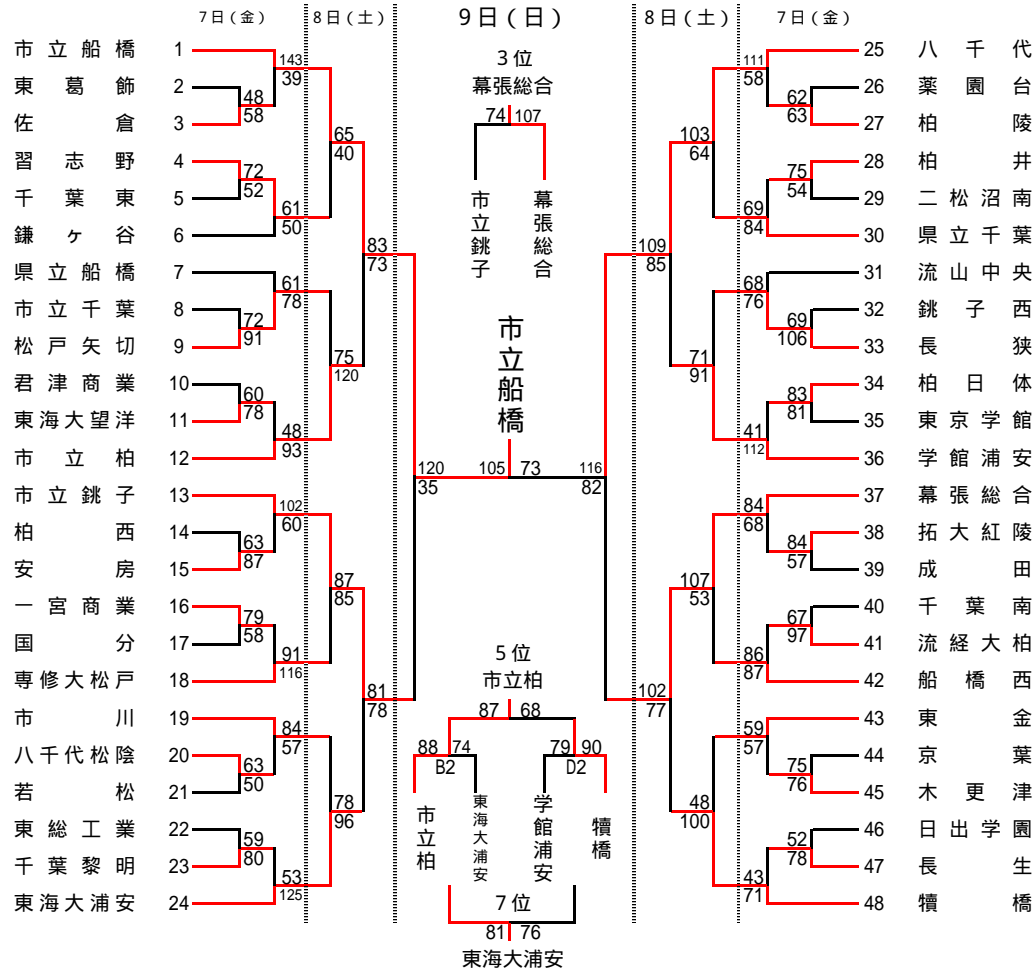 7日(金) 8日(土) 9日(日) 8日(土) 7日(金)
市立船橋 1
東葛飾 2
佐倉 3
習志野 4
千葉東 5
鎌ヶ谷 6
県立船橋 7
市立千葉 8
松戸矢切 9
君津商業 10
東海大望洋 11
市立柏 12
市立銚子 13
柏西 14
安房 15
一宮商業 16
国分 17
専修大松戸 18
市川 19
八千代松陰 20
若松 21
東総工業 22
千葉黎明 23
東海大浦安 24
143
39
48
58
72
52
61
50
61
78
72
91
60
78
48
93
102
60
63
87
79
58
91
116
84
57
63
50
59
80
53
125
65
40
75
120
87
85
78
96
83
73
81
78
3位
幕張総合
74 107
市立銚子
幕張総合
市立船橋
120
35
105 73
116
82
5位
市立柏
87 68
88 74
B2
79 90
D2
市立柏
東海大浦安
学館浦安
犢橋
7位
81 76
東海大浦安
109
85
102
77
103
64
71
91
107
53
48
100
111
58
62
63
75
54
69
84
68
76
69
106
83
81
41
112
84
68
84
57
67
97
86
87
59
57
75
76
52
78
43
71
25 八千代
26 薬園台
27 柏陵
28 柏井
29 二松沼南
30 県立千葉
31 流山中央
32 銚子西
33 長狭
34 柏日体
35 東京学館
36 学館浦安
37 幕張総合
38 拓大紅陵
39 成田
40 千葉南
41 流経大柏
42 船橋西
43 東金
44 京葉
45 木更津
46 日出学園
47 長生
48 犢橋